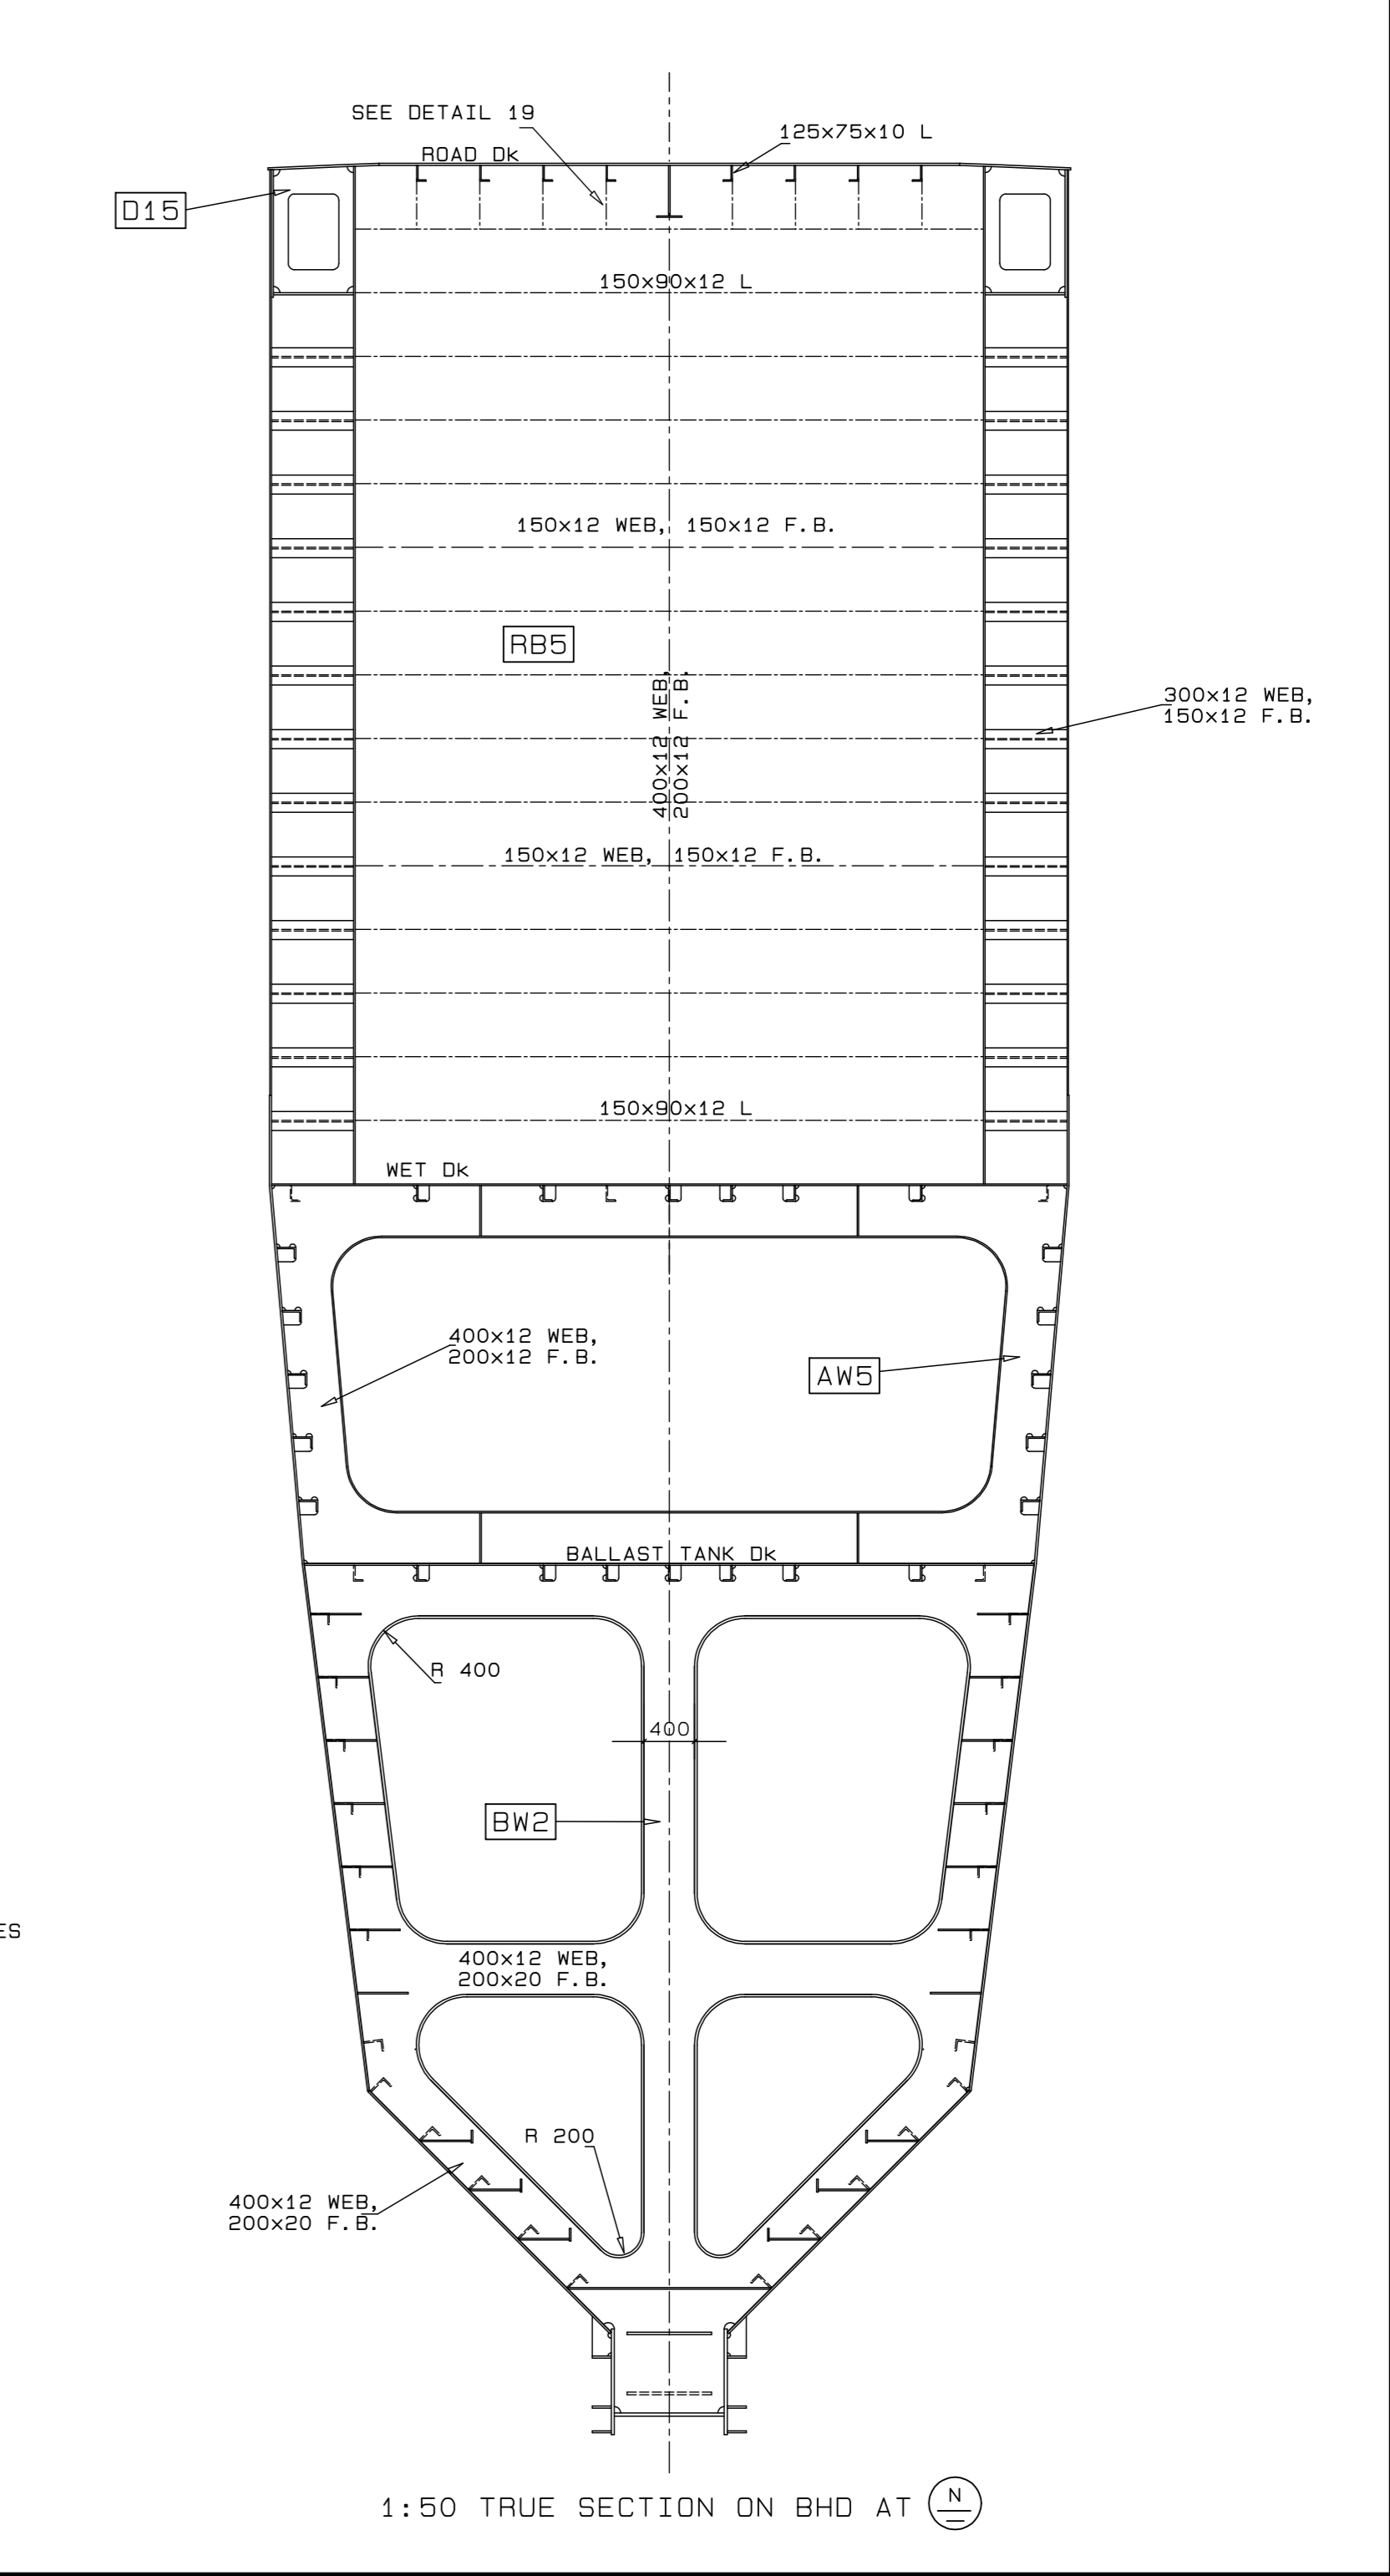 SEE DETAIL 19
125x75x10 L
ROAD Dk
D15
150x90x12 L
150x12 WEB, 150x12 F.B.
RB5
400x12 WEB,
200x12 F.B.
300x12 WEB,
150x12 F.B.
150x12 WEB, 150x12 F.B.
150x90x12 L
WET Dk
400x12 WEB,
200x12 F.B.
AW5
BALLAST TANK Dk
R 400
400
BW2
ES
400x12 WEB,
200x20 F.B.
R 200
400x12 WEB,
200x20 F.B.
1:50 TRUE SECTION ON BHD AT N